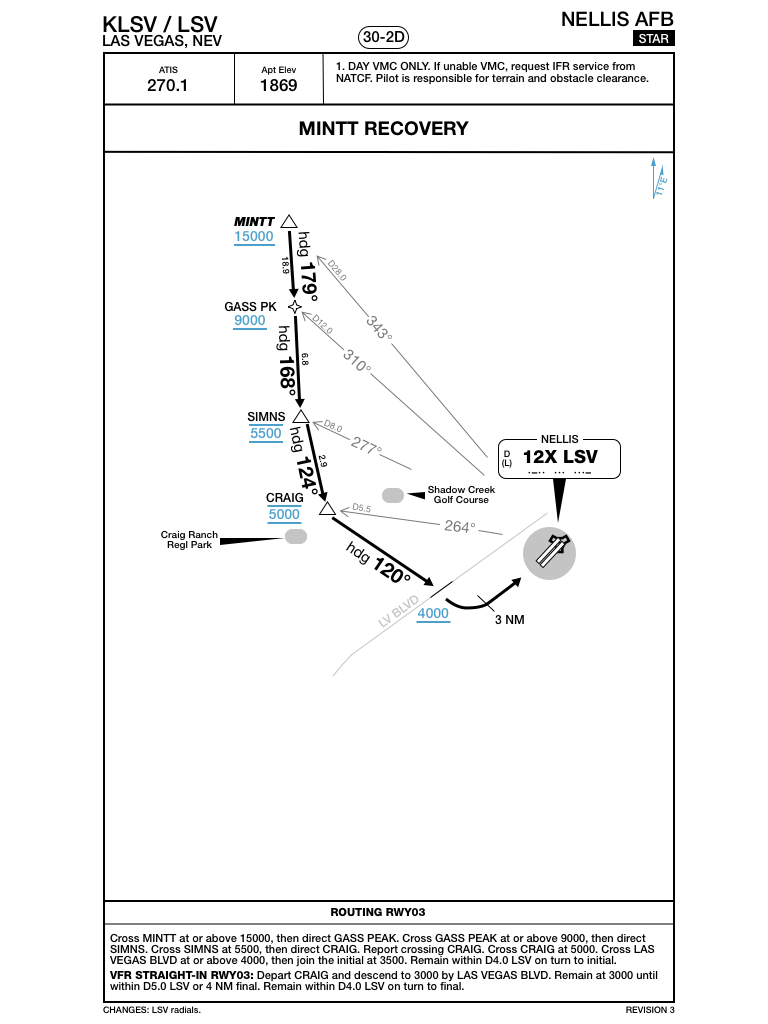 KLSV / LSV
LAS VEGAS, NEV
30-2D
NELLIS AFB
STAR
ATIS
270.1
Apt Elev
1869
1. DAY VMC ONLY. If unable VMC, request IFR service from
NATCF. Pilot is responsible for terrain and obstacle clearance.
MINTT RECOVERY
11°E
MINTT
15000
hdg 179°
18.9
D28.0
343°
GASS PK
9000
D12.0
310°
hdg 168°
6.8
SIMNS
5500
D8.0
277°
hdg 124°
2.9
NELLIS
D
(L)
12X LSV
Shadow Creek
Golf Course
CRAIG
5000
D5.5
264°
Craig Ranch
Regl Park
hdg 120°
LV BLVD
4000
3 NM
ROUTING RWY03
Cross MINTT at or above 15000, then direct GASS PEAK. Cross GASS PEAK at or above 9000, then direct
SIMNS. Cross SIMNS at 5500, then direct CRAIG. Report crossing CRAIG. Cross CRAIG at 5000. Cross LAS
VEGAS BLVD at or above 4000, then join the initial at 3500. Remain within D4.0 LSV on turn to initial.
VFR STRAIGHT-IN RWY03: Depart CRAIG and descend to 3000 by LAS VEGAS BLVD. Remain at 3000 until
within D5.0 LSV or 4 NM final. Remain within D4.0 LSV on turn to final.
CHANGES: LSV radials.
REVISION 3